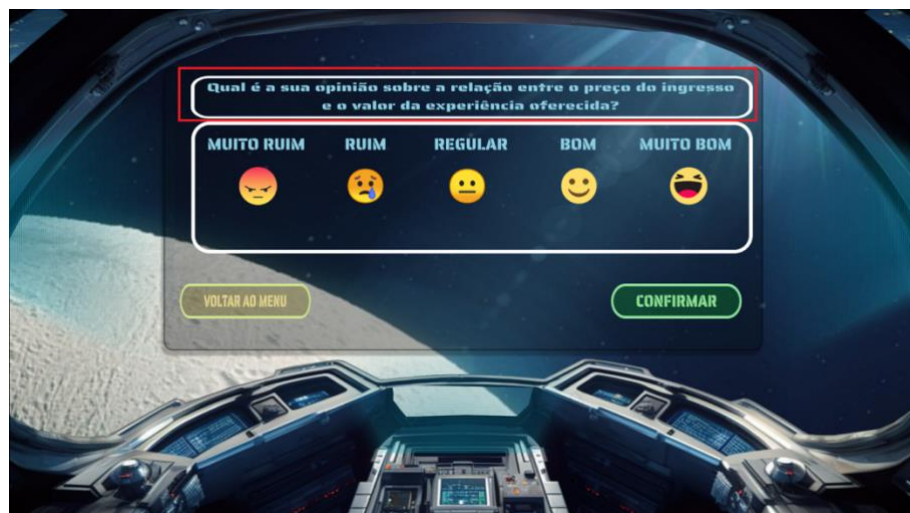 Qual é a sua opinião sobre a relação entre o preço do ingresso
e o valor da experiência oferecida?
MUITO RUIM RUIM REGULAR BOM MUITO BOM
VOLTAR AO MENU CONFIRMAR